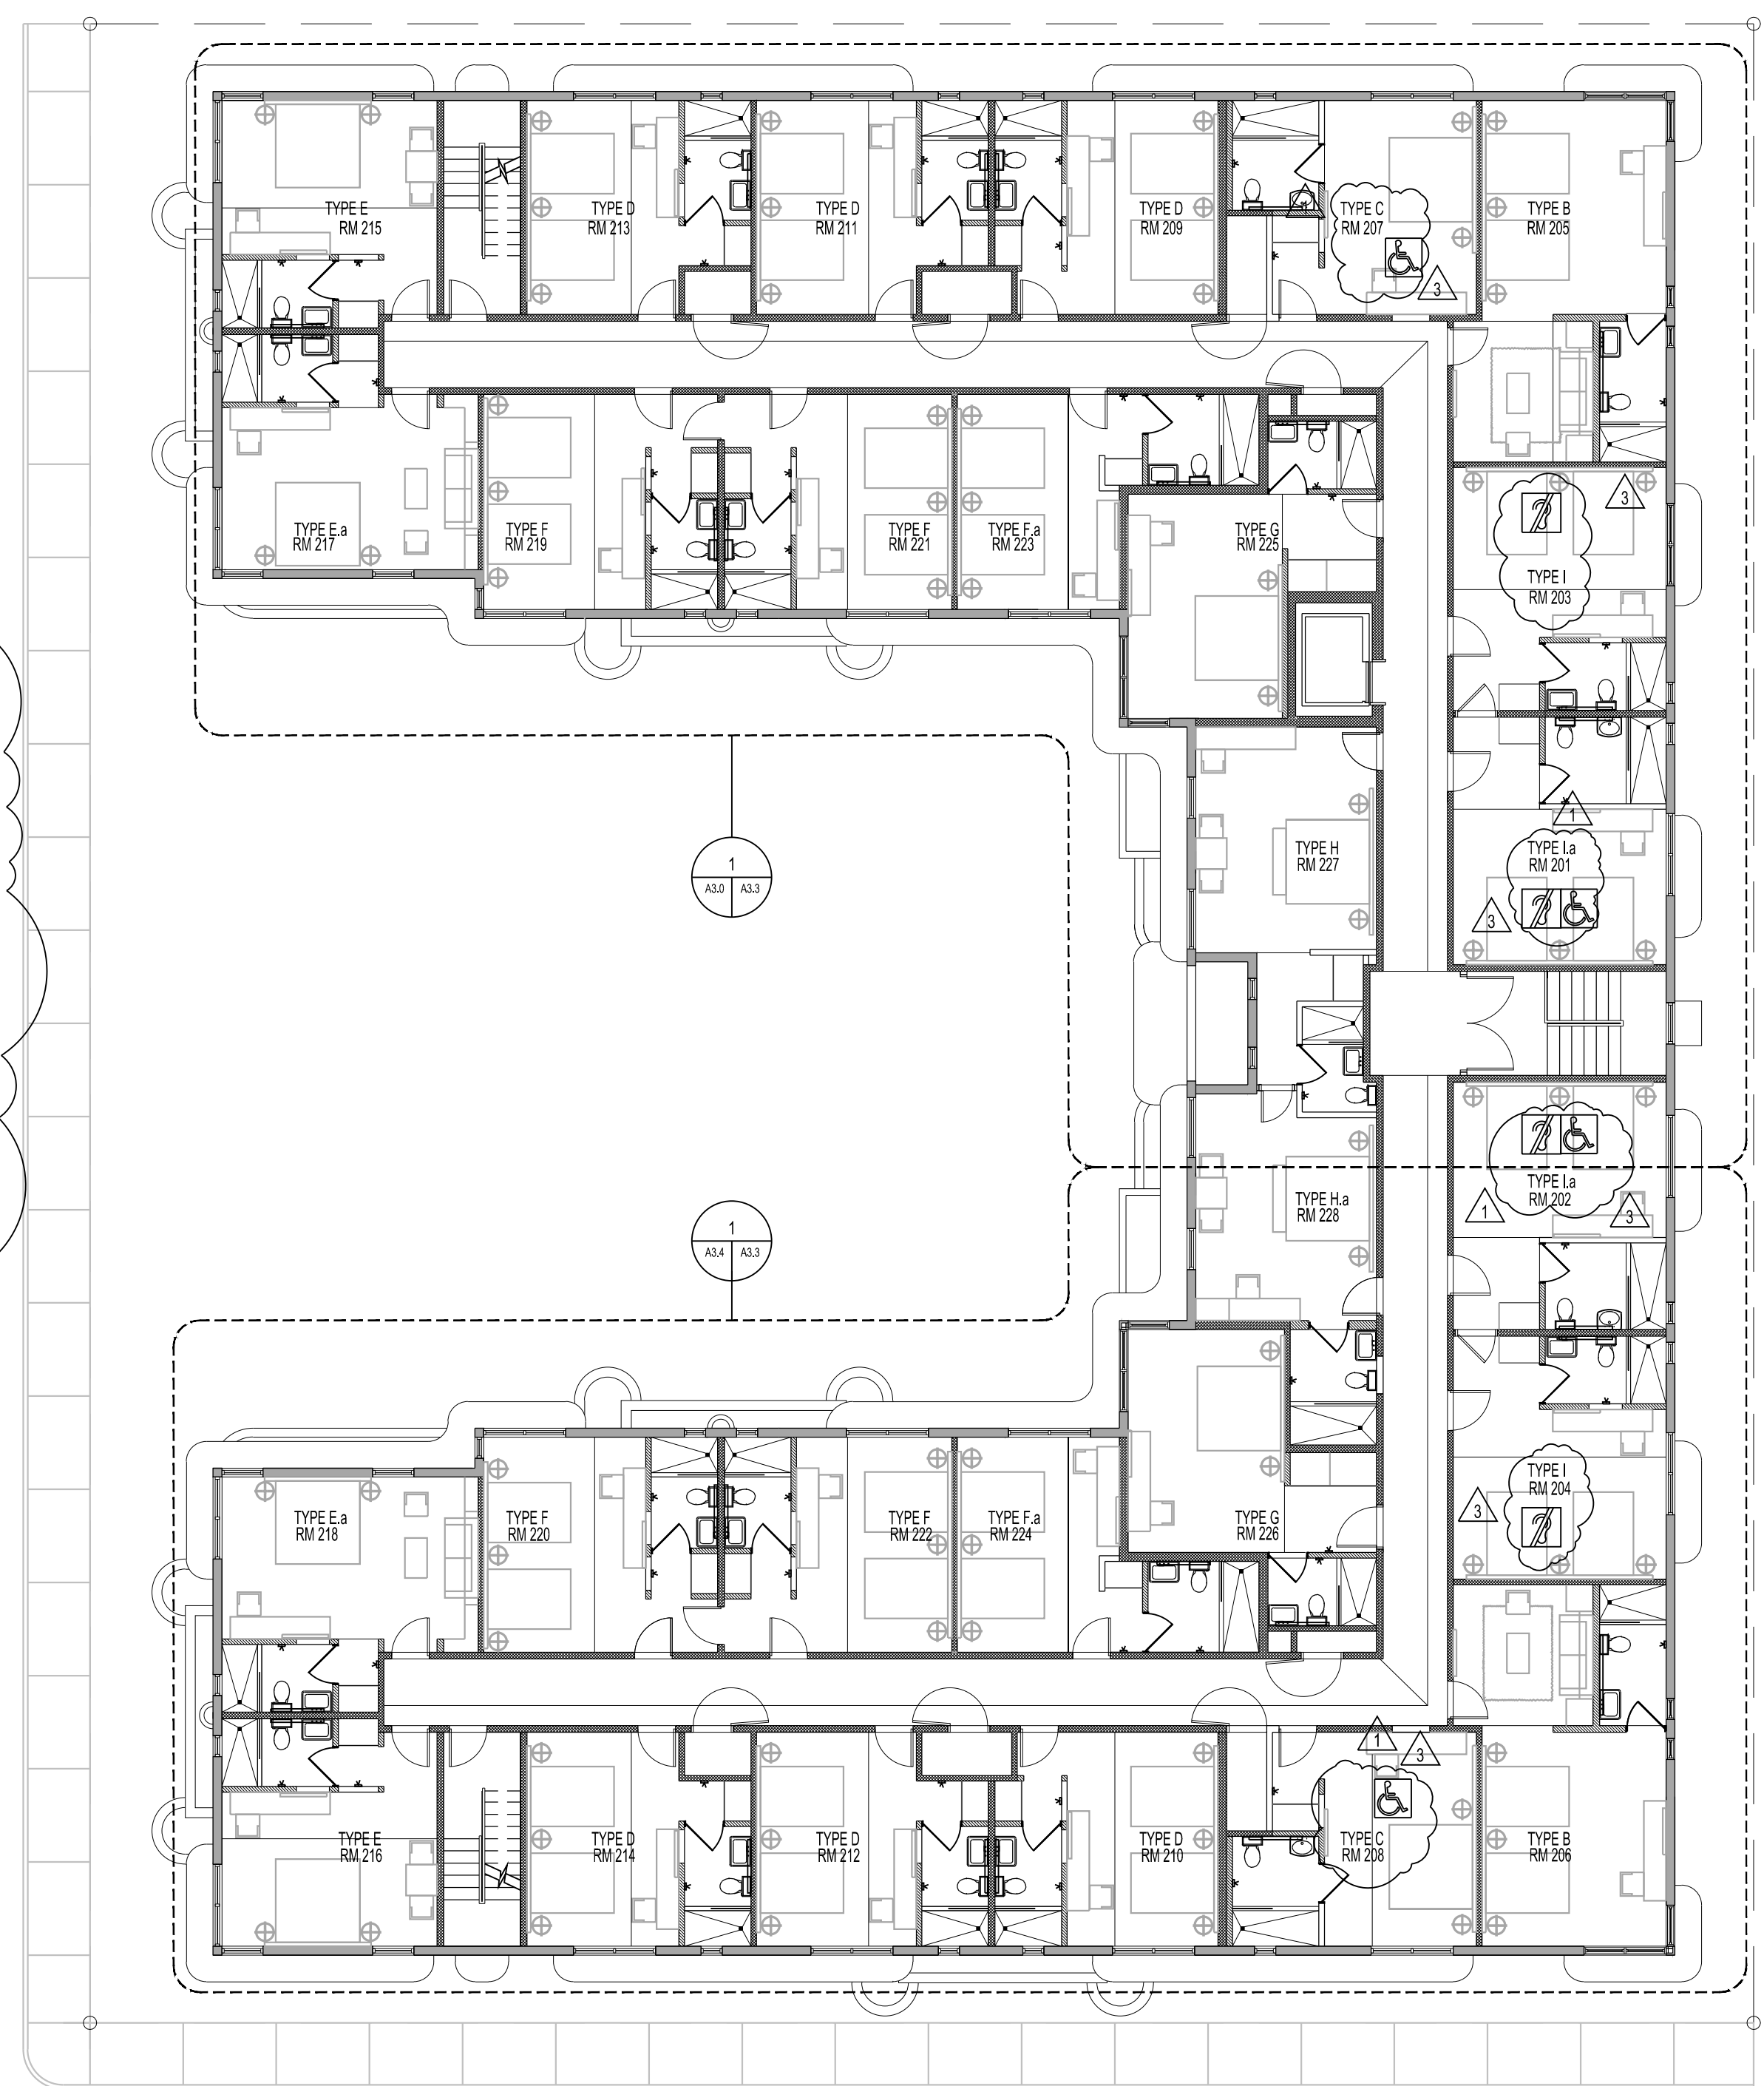 TYPE E
RM 215
TYPE D
RM 213
TYPE D
RM 211
TYPE D
RM 209
TYPE C
RM 207
3
TYPE B
RM 205
TYPE E.a
RM 217
TYPE F
RM 219
TYPE F
RM 221
TYPE F.a
RM 223
TYPE G
RM 225
3
TYPE I
RM 203
1
TYPE H
RM 227
TYPE I.a
RM 201
3
1
A3.0
A3.3
TYPE H.a
RM 228
TYPE I.a
RM 202
1
3
1
A3.4
A3.3
TYPE E.a
RM 218
TYPE F
RM 220
TYPE F
RM 222
TYPE F.a
RM 224
TYPE G
RM 226
TYPE I
RM 204
3
1
3
TYPE E
RM 216
TYPE D
RM 214
TYPE D
RM 212
TYPE D
RM 210
TYPE C
RM 208
TYPE B
RM 206